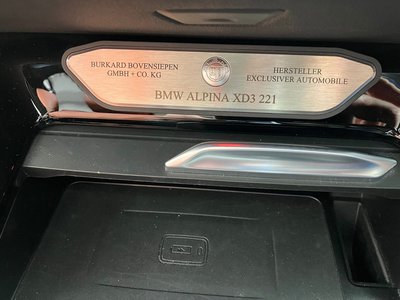 BURKARD BOVENSIEPEN
GMBH + CO. KG
HERSTELLER
EXCLUSIVER AUTOMOBILE
BMW ALPINA XD3 221